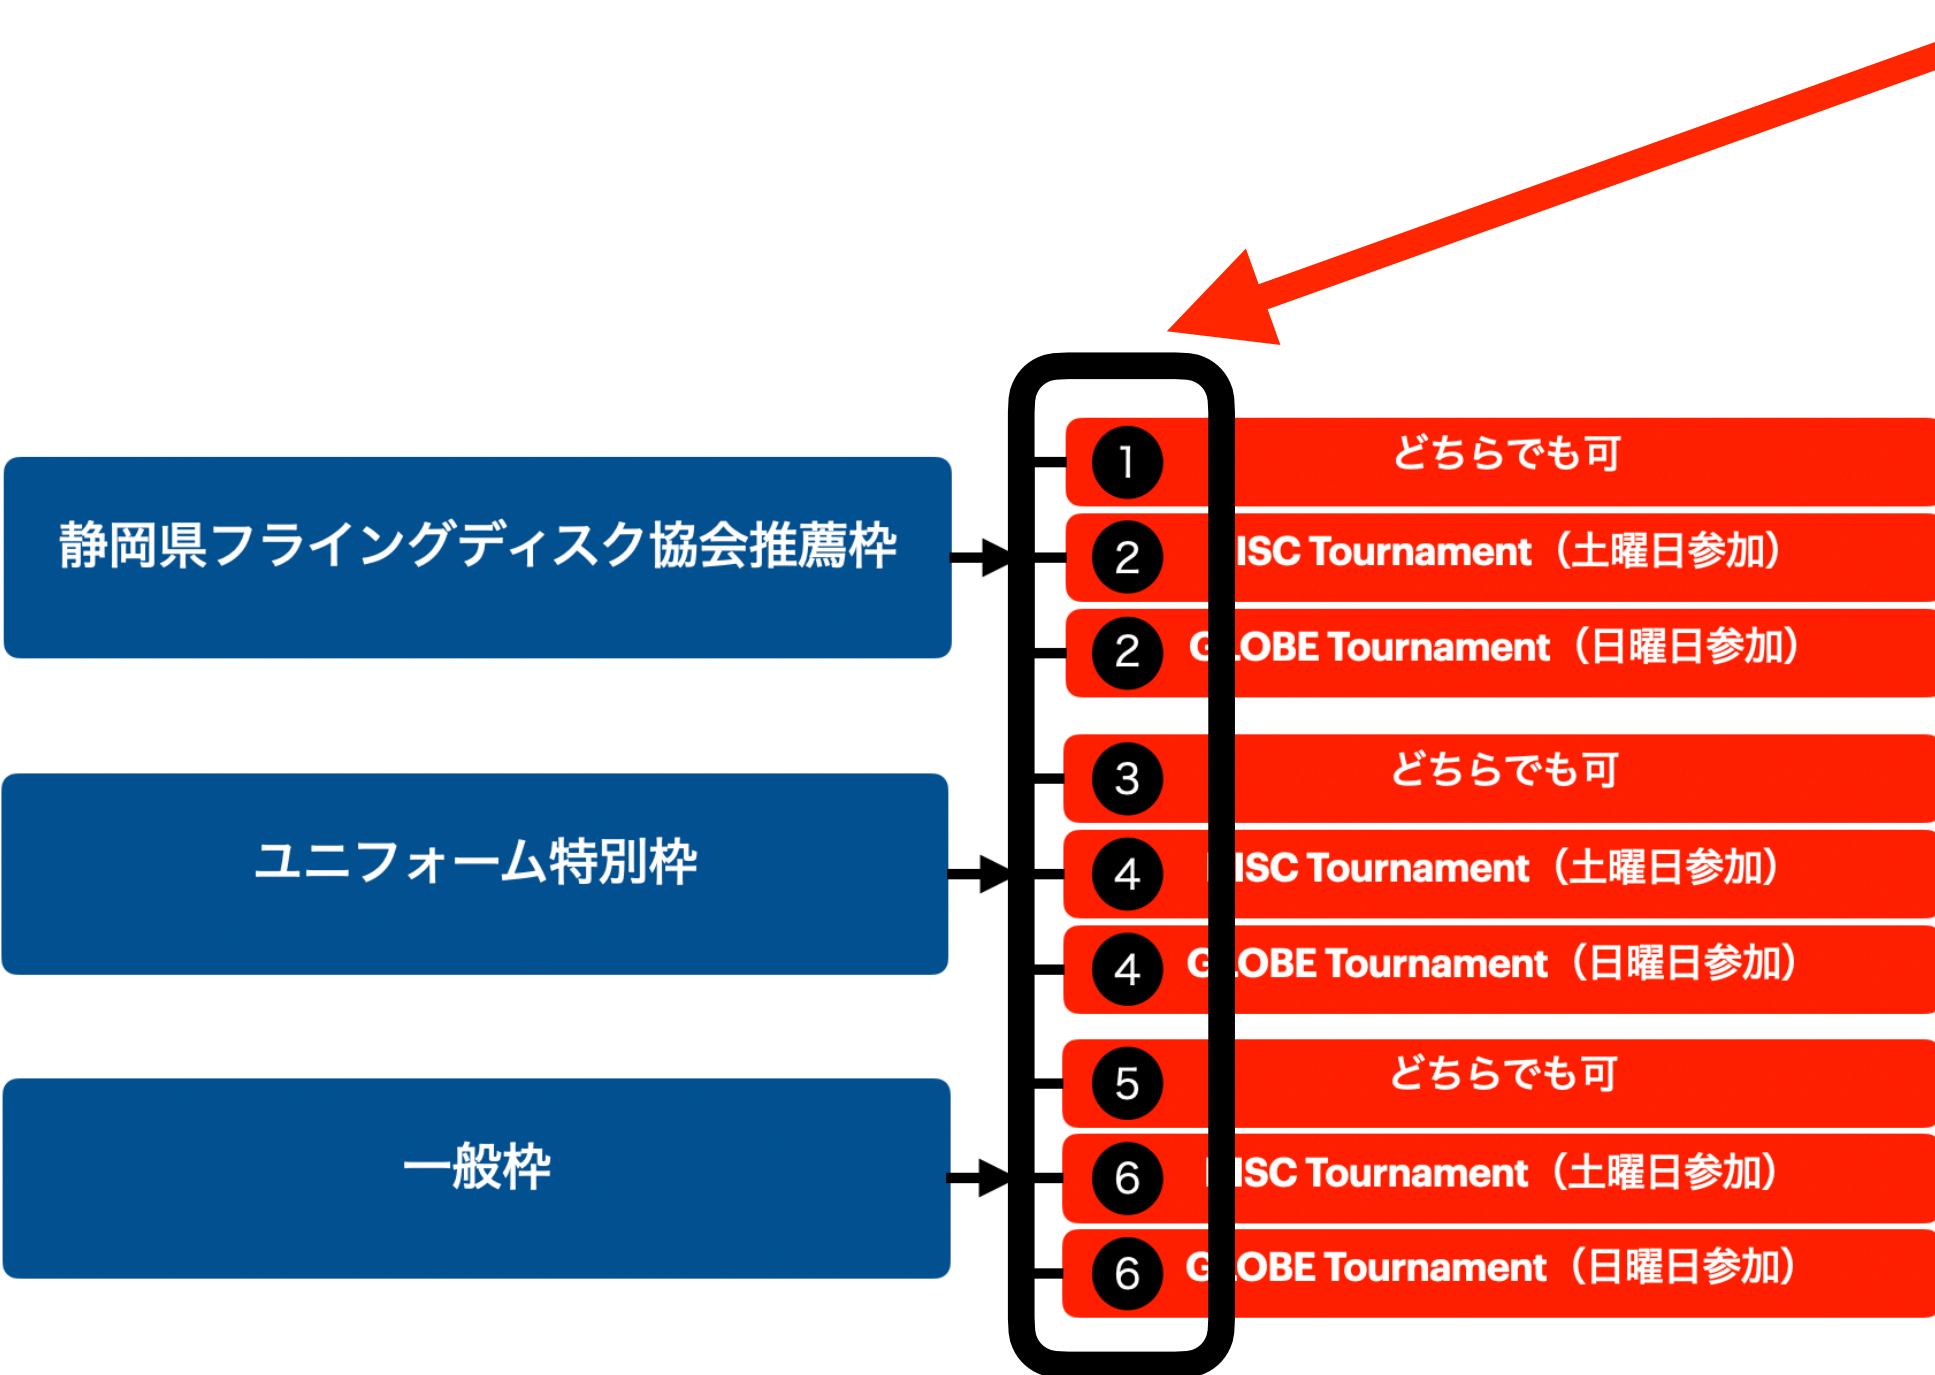 静岡県フライングディスク協会推薦枠
1 どちらでも可
2 ISC Tournament（土曜日参加）
2 GLOBE Tournament（日曜日参加）
ユニフォーム特別枠
3 どちらでも可
4 ISC Tournament（土曜日参加）
4 GLOBE Tournament（日曜日参加）
一般枠
5 どちらでも可
6 ISC Tournament（土曜日参加）
6 GLOBE Tournament（日曜日参加）